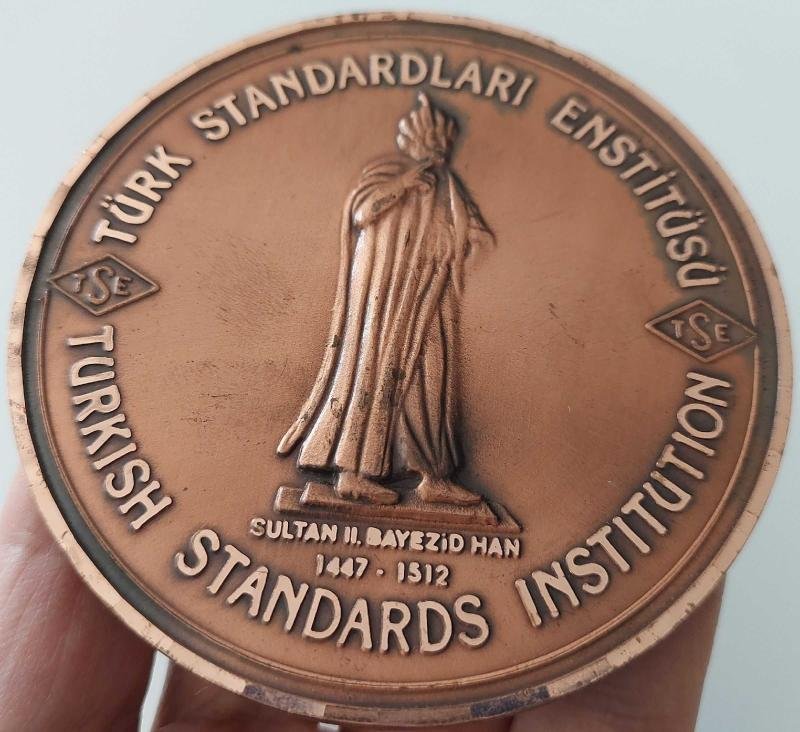 TÜRK STANDARDLARI ENSTİTÜSÜ
TSE
TSE
SULTAN II. BAYEZiD HAN
1447 - 1512
TURKISH STANDARDS INSTITUTION